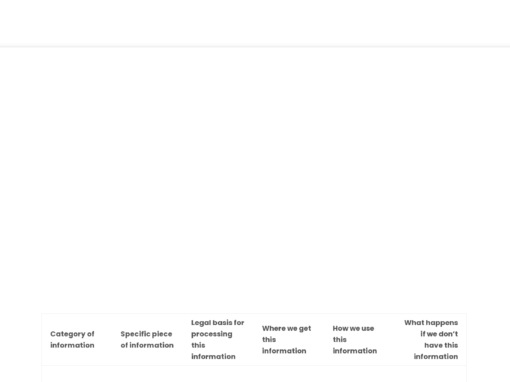 Category of
information
Specific piece
of information
Legal basis for
processing
this
information
Where we get
this
information
How we use
this
information
What happens
if we don't
have this
information